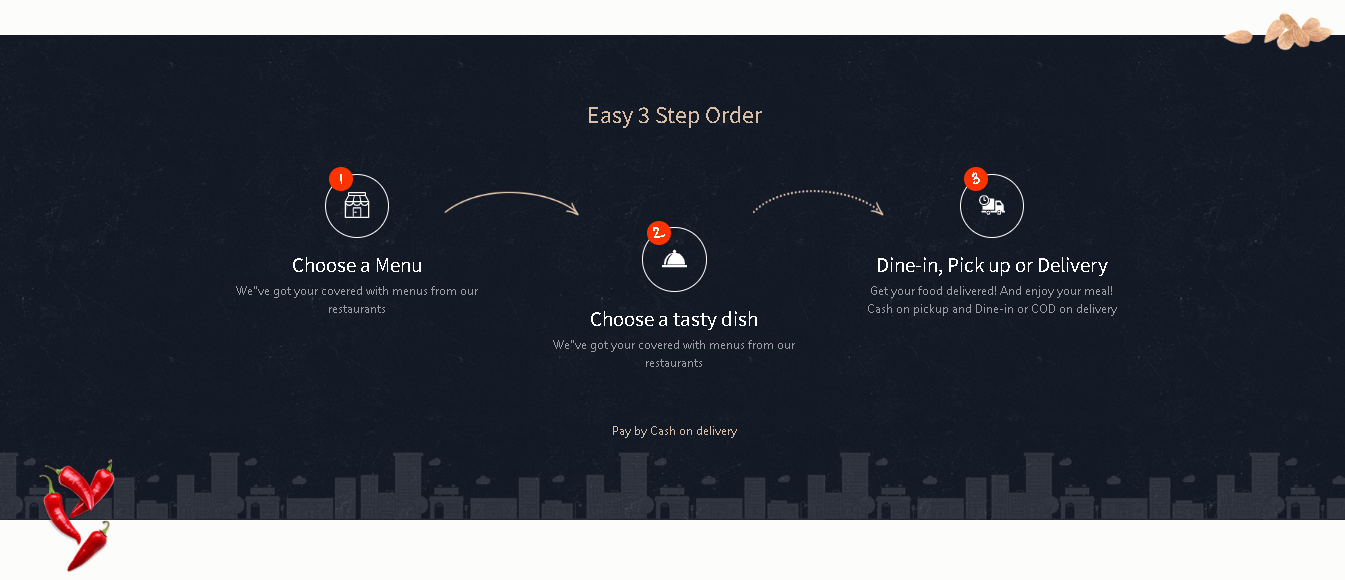 Easy 3 Step Order
1
Choose a Menu
We"ve got your covered with menus from our
restaurants
2
Choose a tasty dish
We"ve got your covered with menus from our
restaurants
3
Dine-in, Pick up or Delivery
Get your food delivered! And enjoy your meal!
Cash on pickup and Dine-in or COD on delivery
Pay by Cash on delivery